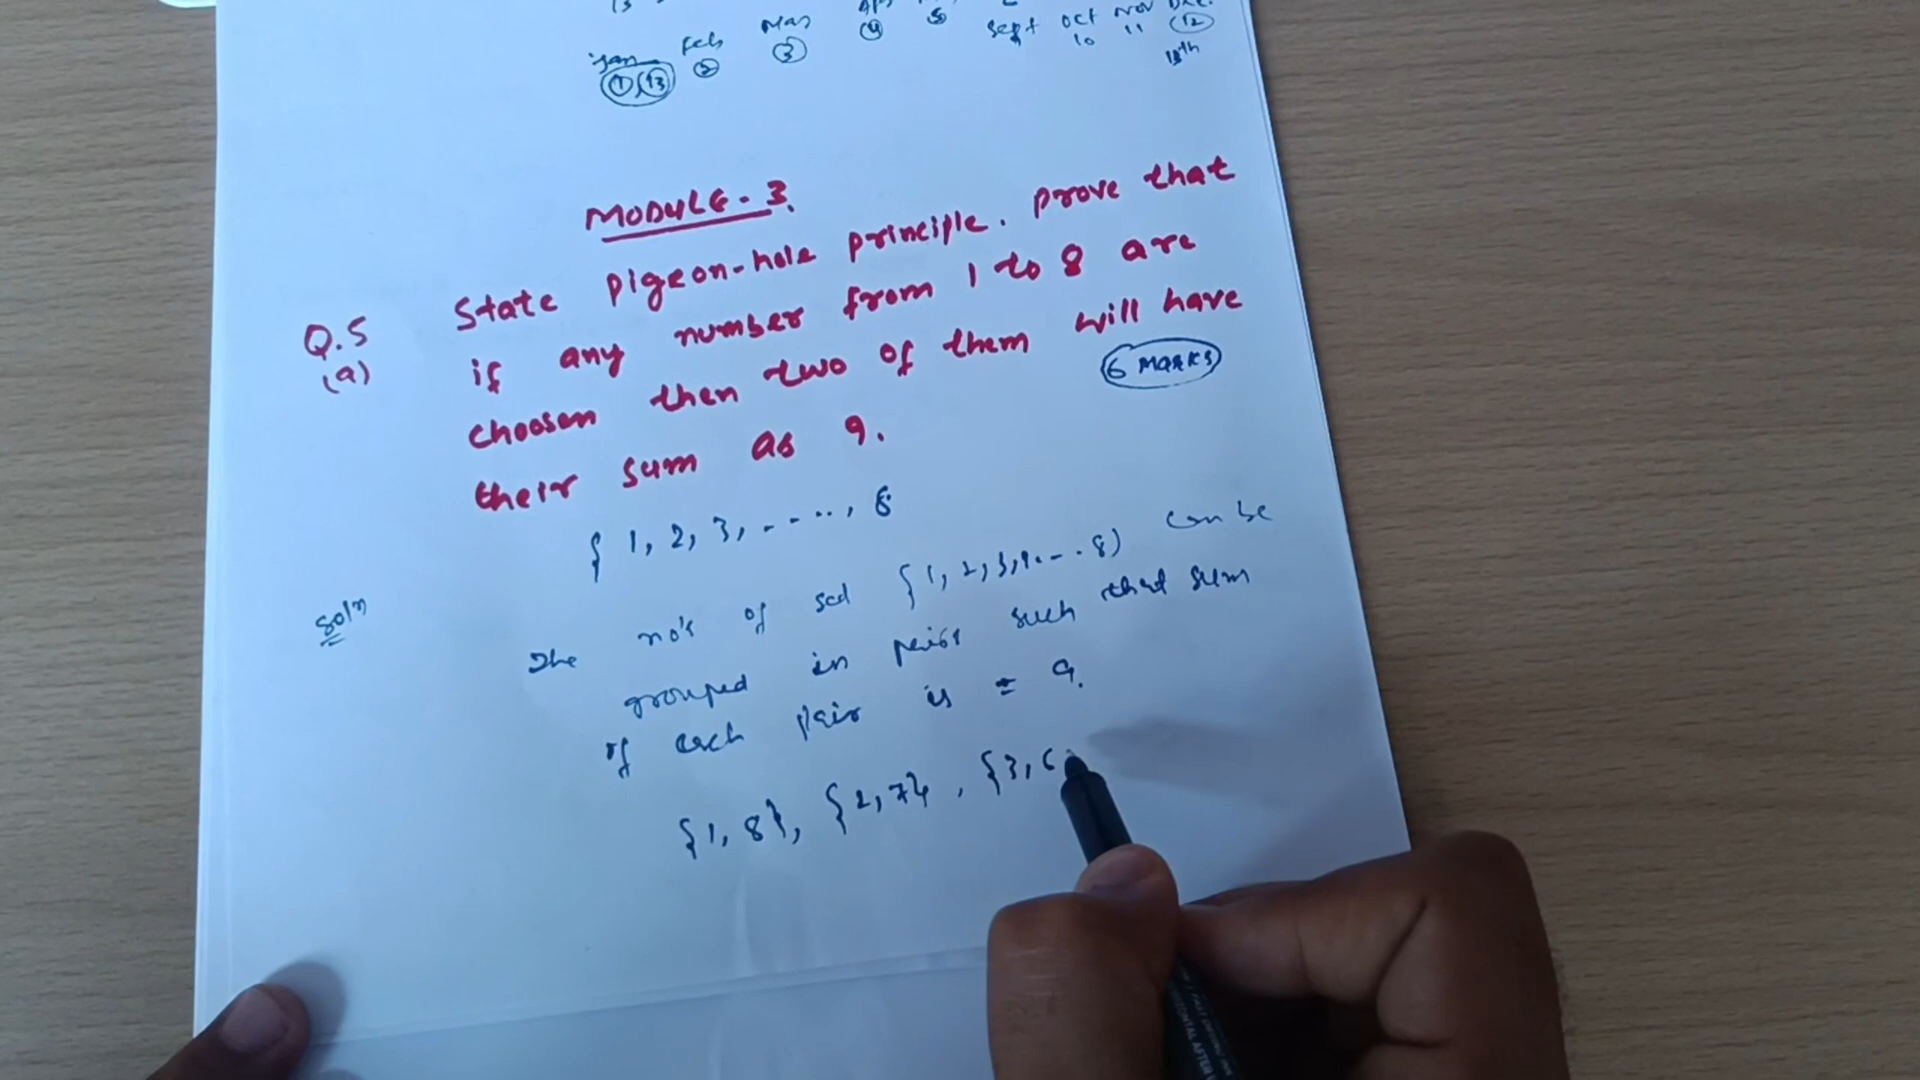 Jan Feb Mar Sept Oct Nov Dec.
①,⑬ ② ③ ④ ⑤ 10 11 ⑫
13th
MODULE-3.
Q.5 State pigeon-hole principle. prove that
(a) if any number from 1 to 8 are
choosen then two of them will have
their sum as 9. 6 MARKS
{ 1, 2, 3, - - .., 8
Soln The no's of set {1, 2, 3, 4. - . 8) can be
grouped in pairs such that sum
of each pair is = 9.
{1, 8}, {2, 7}, {3, 6